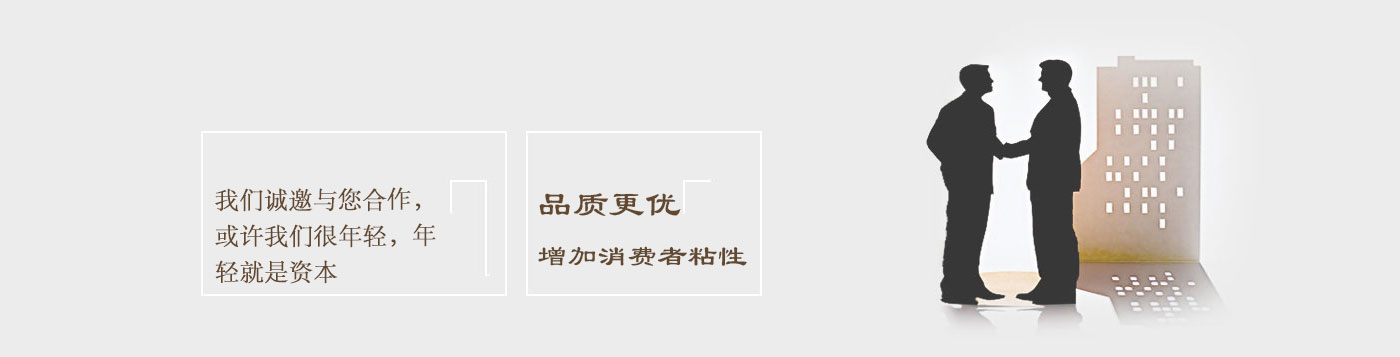 我们诚邀与您合作，
或许我们很年轻，年
轻就是资本
品质更优
增加消费者粘性